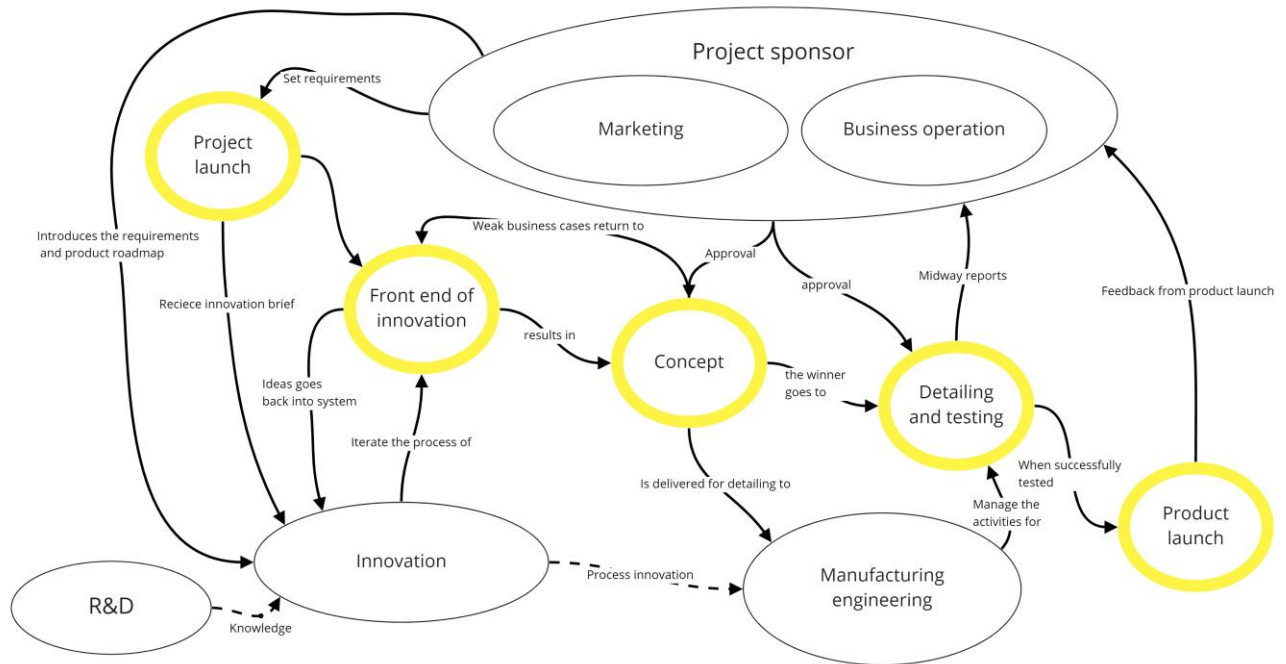 Project sponsor
Set requirements
Marketing
Business operation
Project
launch
Introduces the requirements
and product roadmap
Weak business cases return to
Approval
approval
Midway reports
Feedback from product launch
Reciece innovation brief
Front end of
innovation
results in
Concept
the winner
goes to
Detailing
and testing
Ideas goes
back into system
Iterate the process of
Is delivered for detailing to
When successfully
tested
Manage the
activities for
Product
launch
Innovation
Process innovation
Manufacturing
engineering
R&D
Knowledge